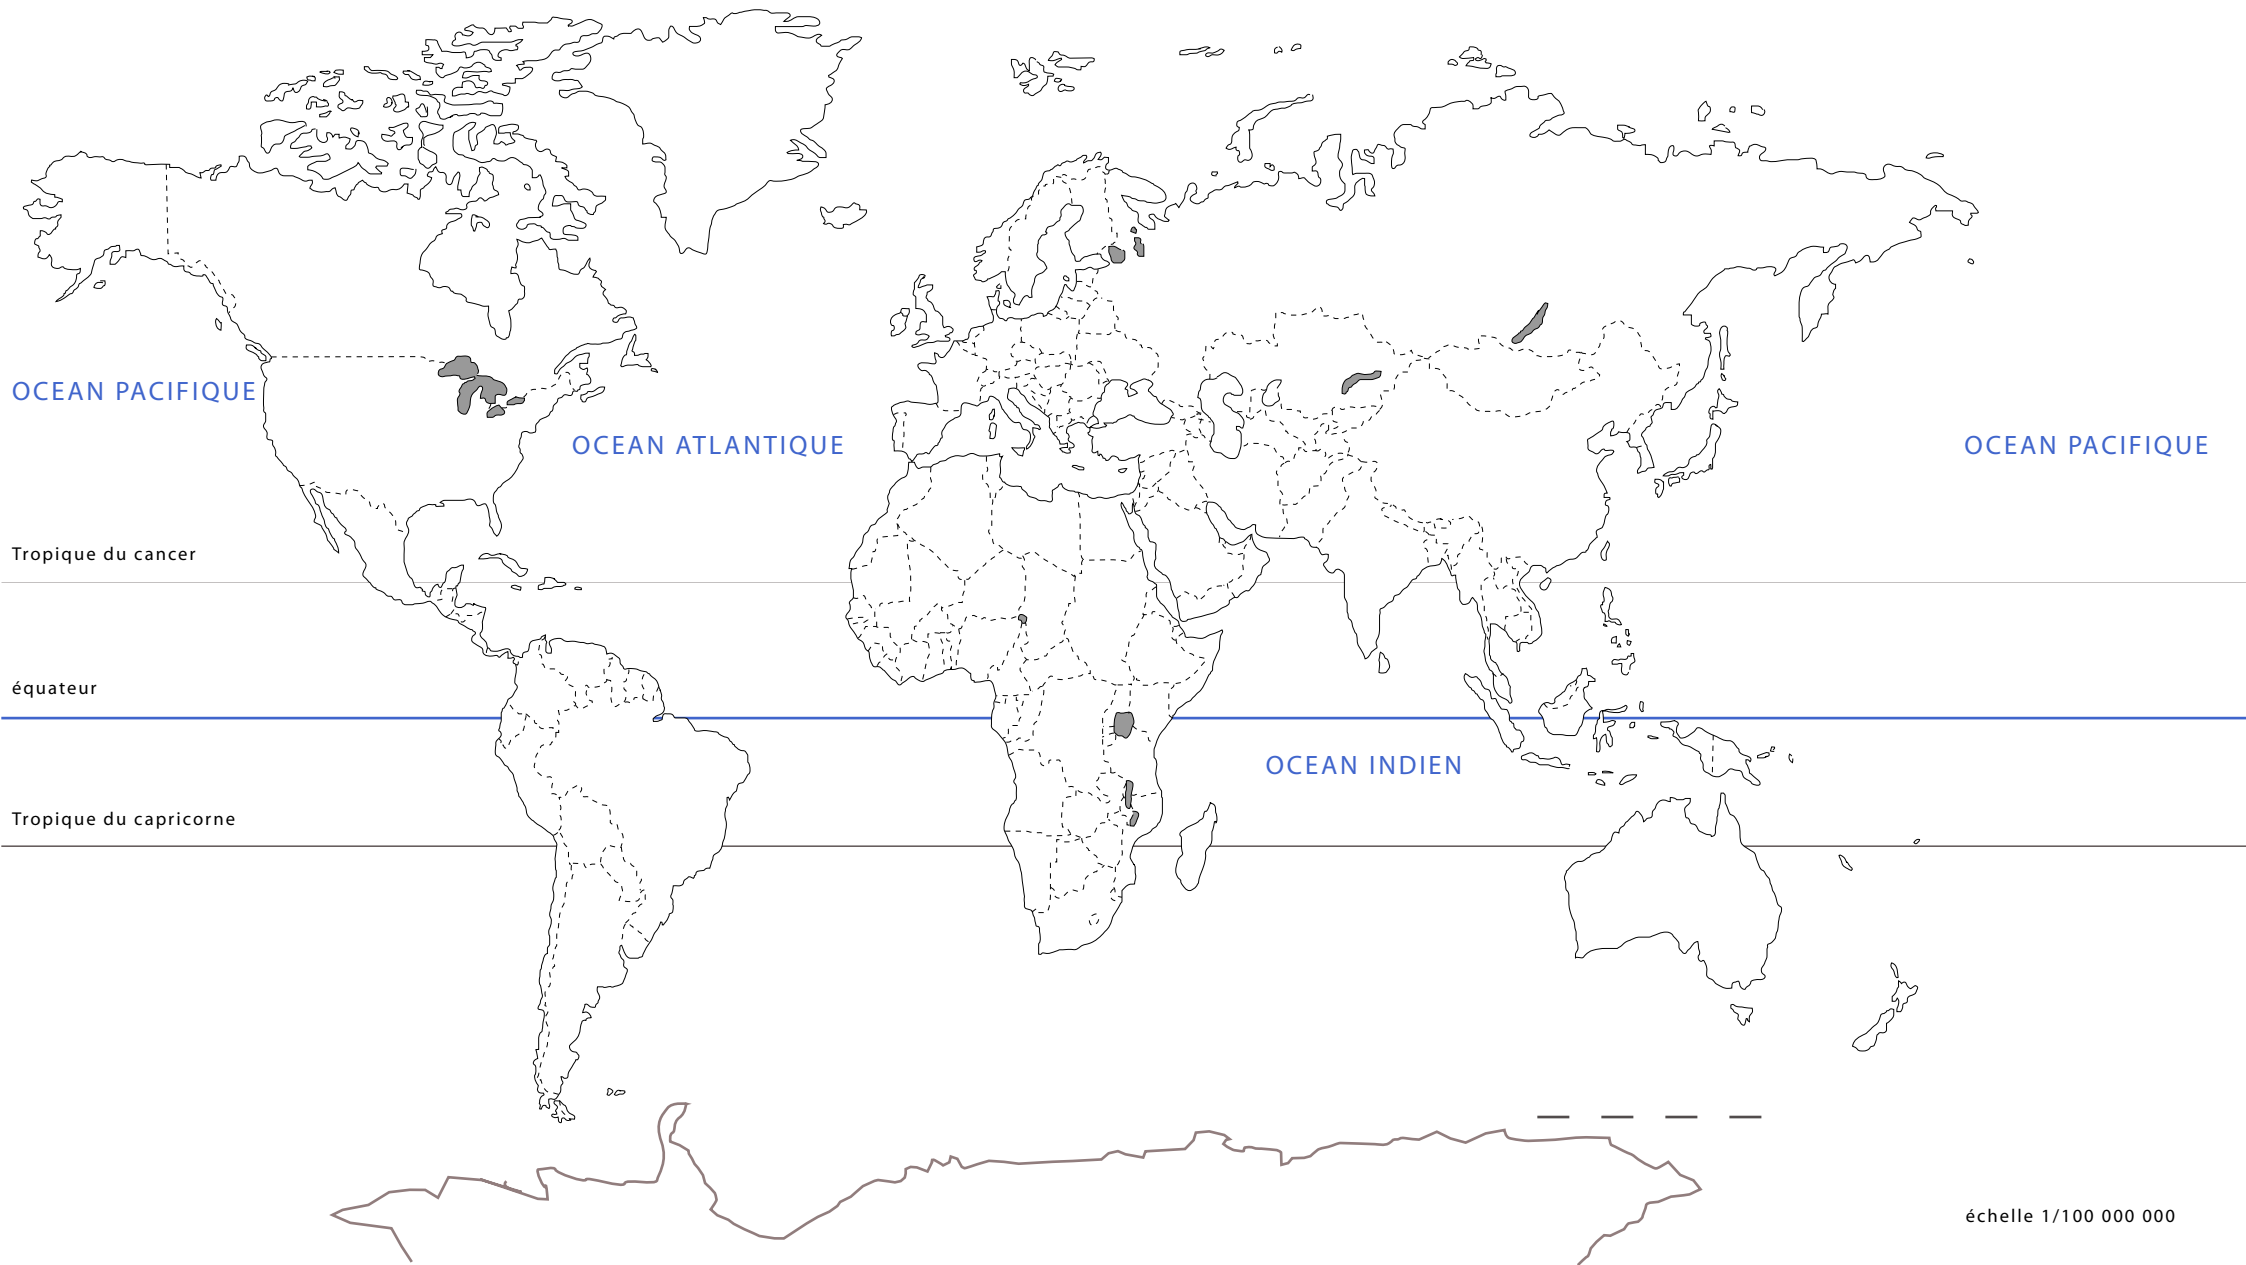 OCEAN PACIFIQUE
OCEAN ATLANTIQUE
OCEAN PACIFIQUE
Tropique du cancer
équateur
OCEAN INDIEN
Tropique du capricorne
échelle 1/100 000 000